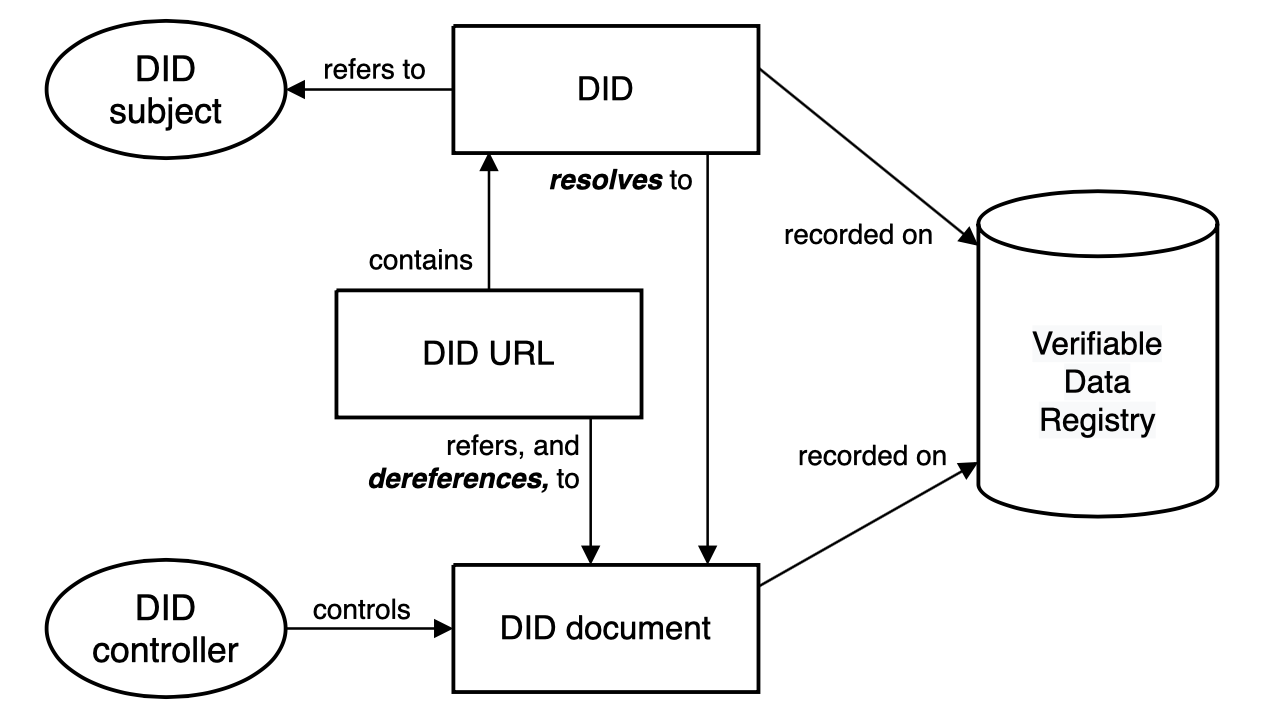 DID
subject
refers to
DID
resolves to
recorded on
contains
DID URL
Verifiable
Data
Registry
refers, and
dereferences, to
recorded on
DID
controller
controls
DID document